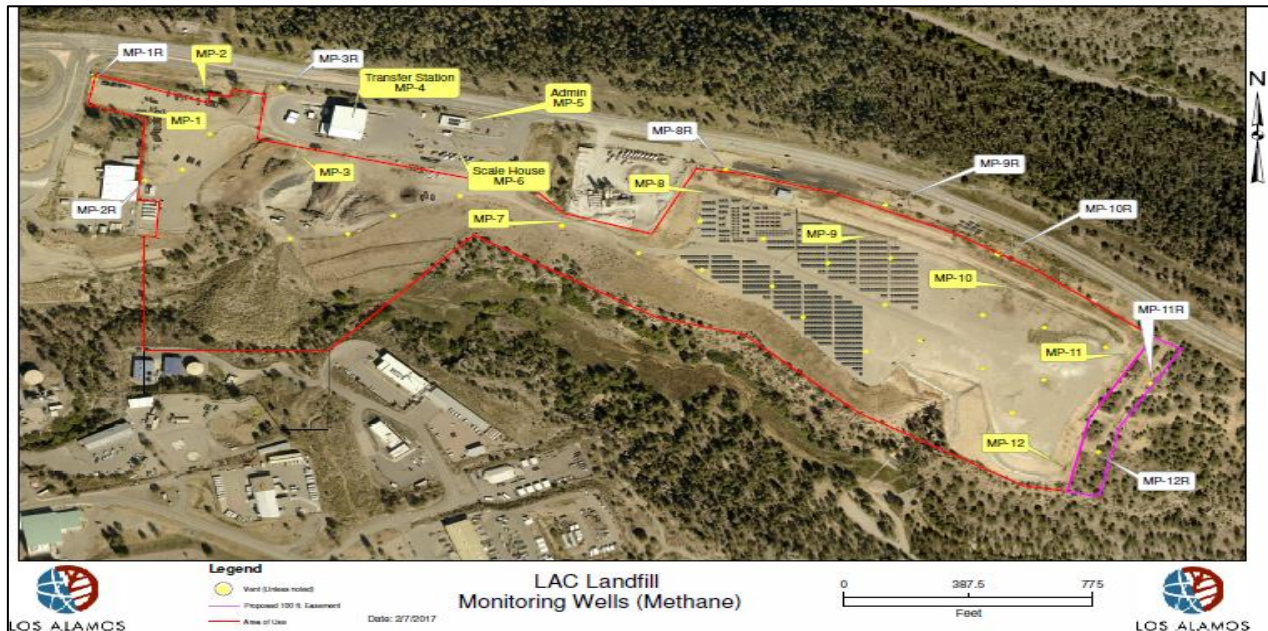 MP-1R
MP-2
MP-3R
Transfer Station
MP-4
Admin
MP-5
N
MP-1
MP-8R
MP-9R
MP-3
Scale House
MP-6
MP-8
MP-2R
MP-7
MP-9
MP-10R
MP-10
MP-11R
MP-11
MP-12
MP-12R
Legend
Vent (Unless noted)
Proposed 100 ft. Easement
Area of Use
Date: 2/7/2017
LAC Landfill
Monitoring Wells (Methane)
0 387.5 775
Feet
LOS ALAMOS
LOS ALAMOS